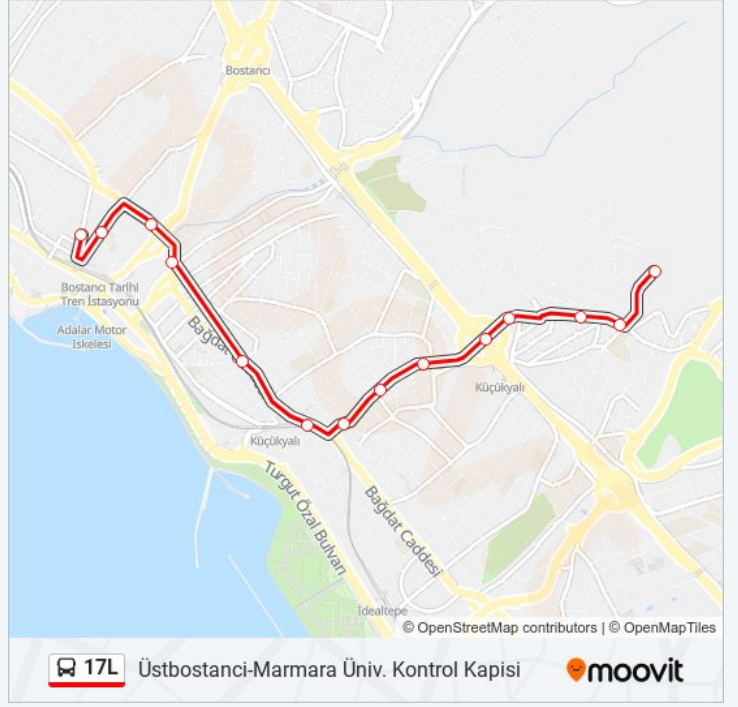 Bostancı
Bostancı Tarihî
Tren İstasyonu
Adalar Motor
İskelesi
Bağdat C
Küçükyalı
Küçükyalı
Turgut Özal Bulvarı
Bağdat Caddesi
İdealtepe
© OpenStreetMap contributors | © OpenMapTiles
17L Üstbostanci-Marmara Üniv. Kontrol Kapisi moovit